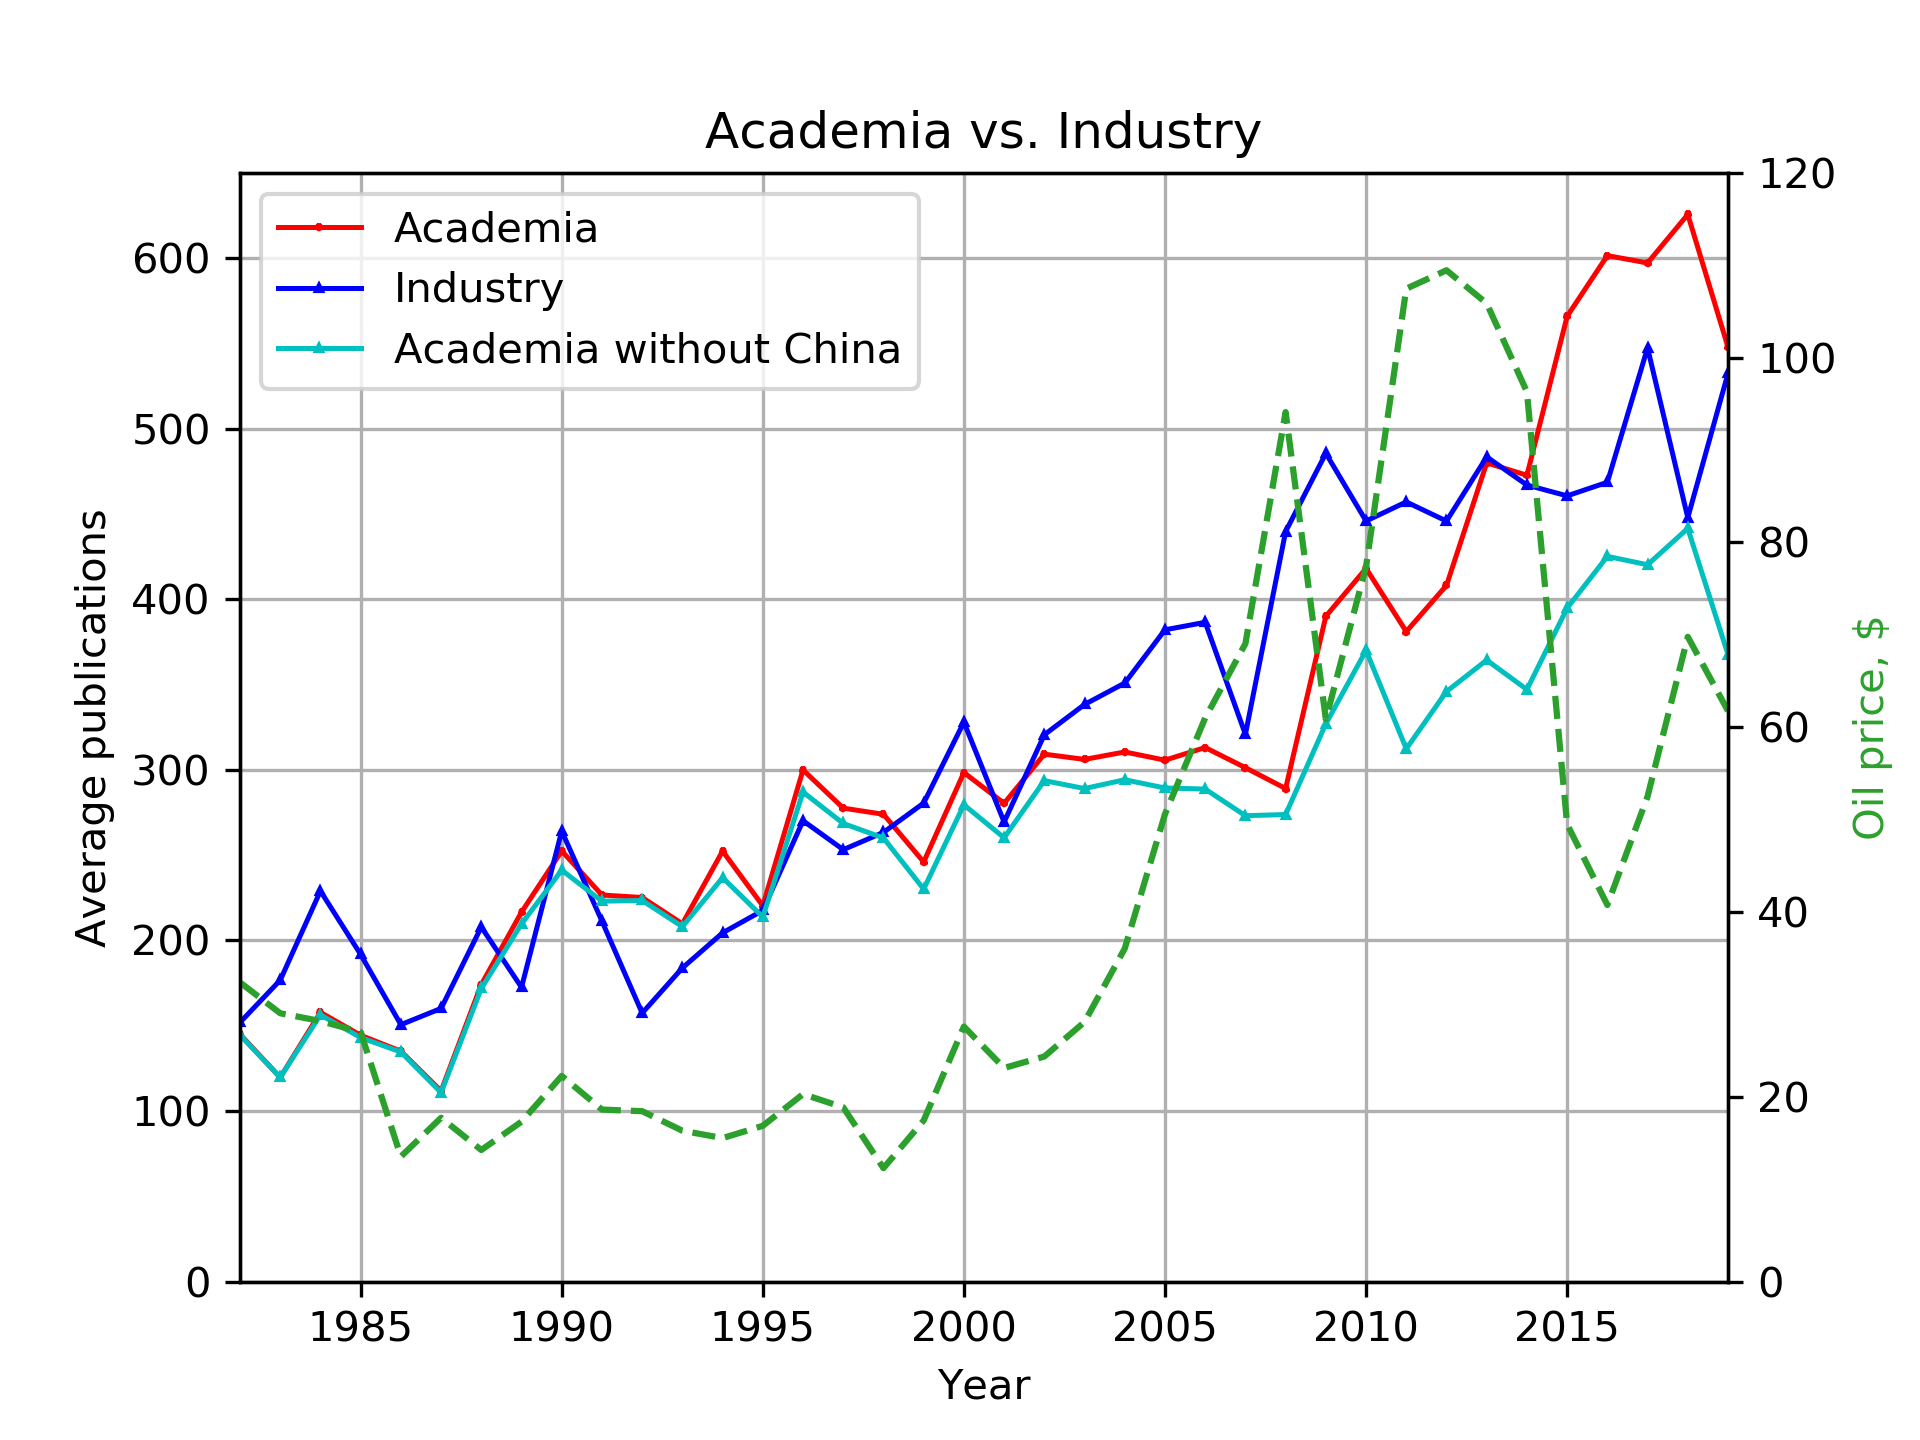 Academia vs. Industry
Academia
Industry
Academia without China
Average publications
600
500
400
300
200
100
0
120
100
80
60
40
20
0
Oil price, $
1985 1990 1995 2000 2005 2010 2015
Year